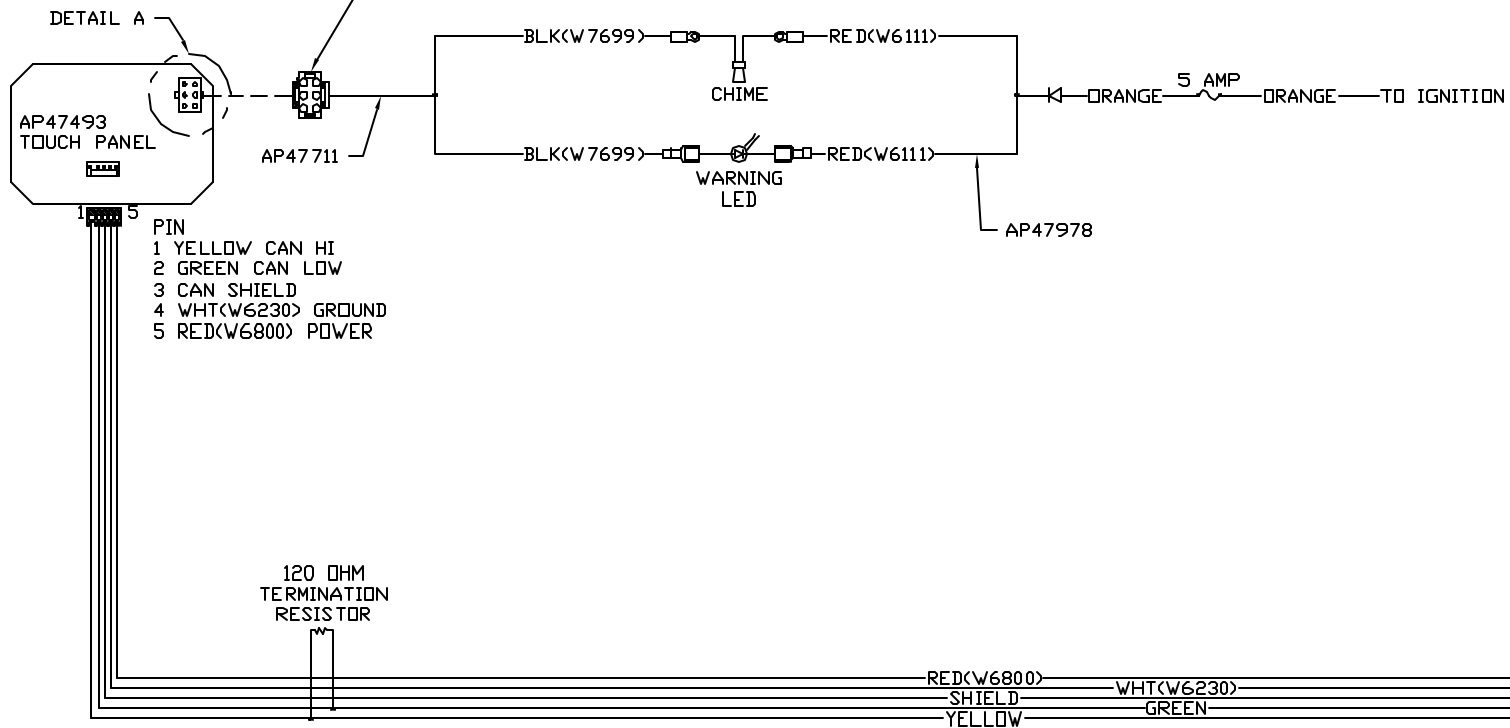 DETAIL A
BLK(W7699)
RED(W6111)
CHIME
5 AMP
ORANGE
ORANGE
TO IGNITION
AP47493
TOUCH PANEL
AP47711
BLK(W7699)
RED(W6111)
WARNING
LED
AP47978
1
5
PIN
1 YELLOW CAN HI
2 GREEN CAN LOW
3 CAN SHIELD
4 WHT(W6230) GROUND
5 RED(W6800) POWER
120 OHM
TERMINATION
RESISTOR
RED(W6800)
WHT(W6230)
SHIELD
GREEN
YELLOW